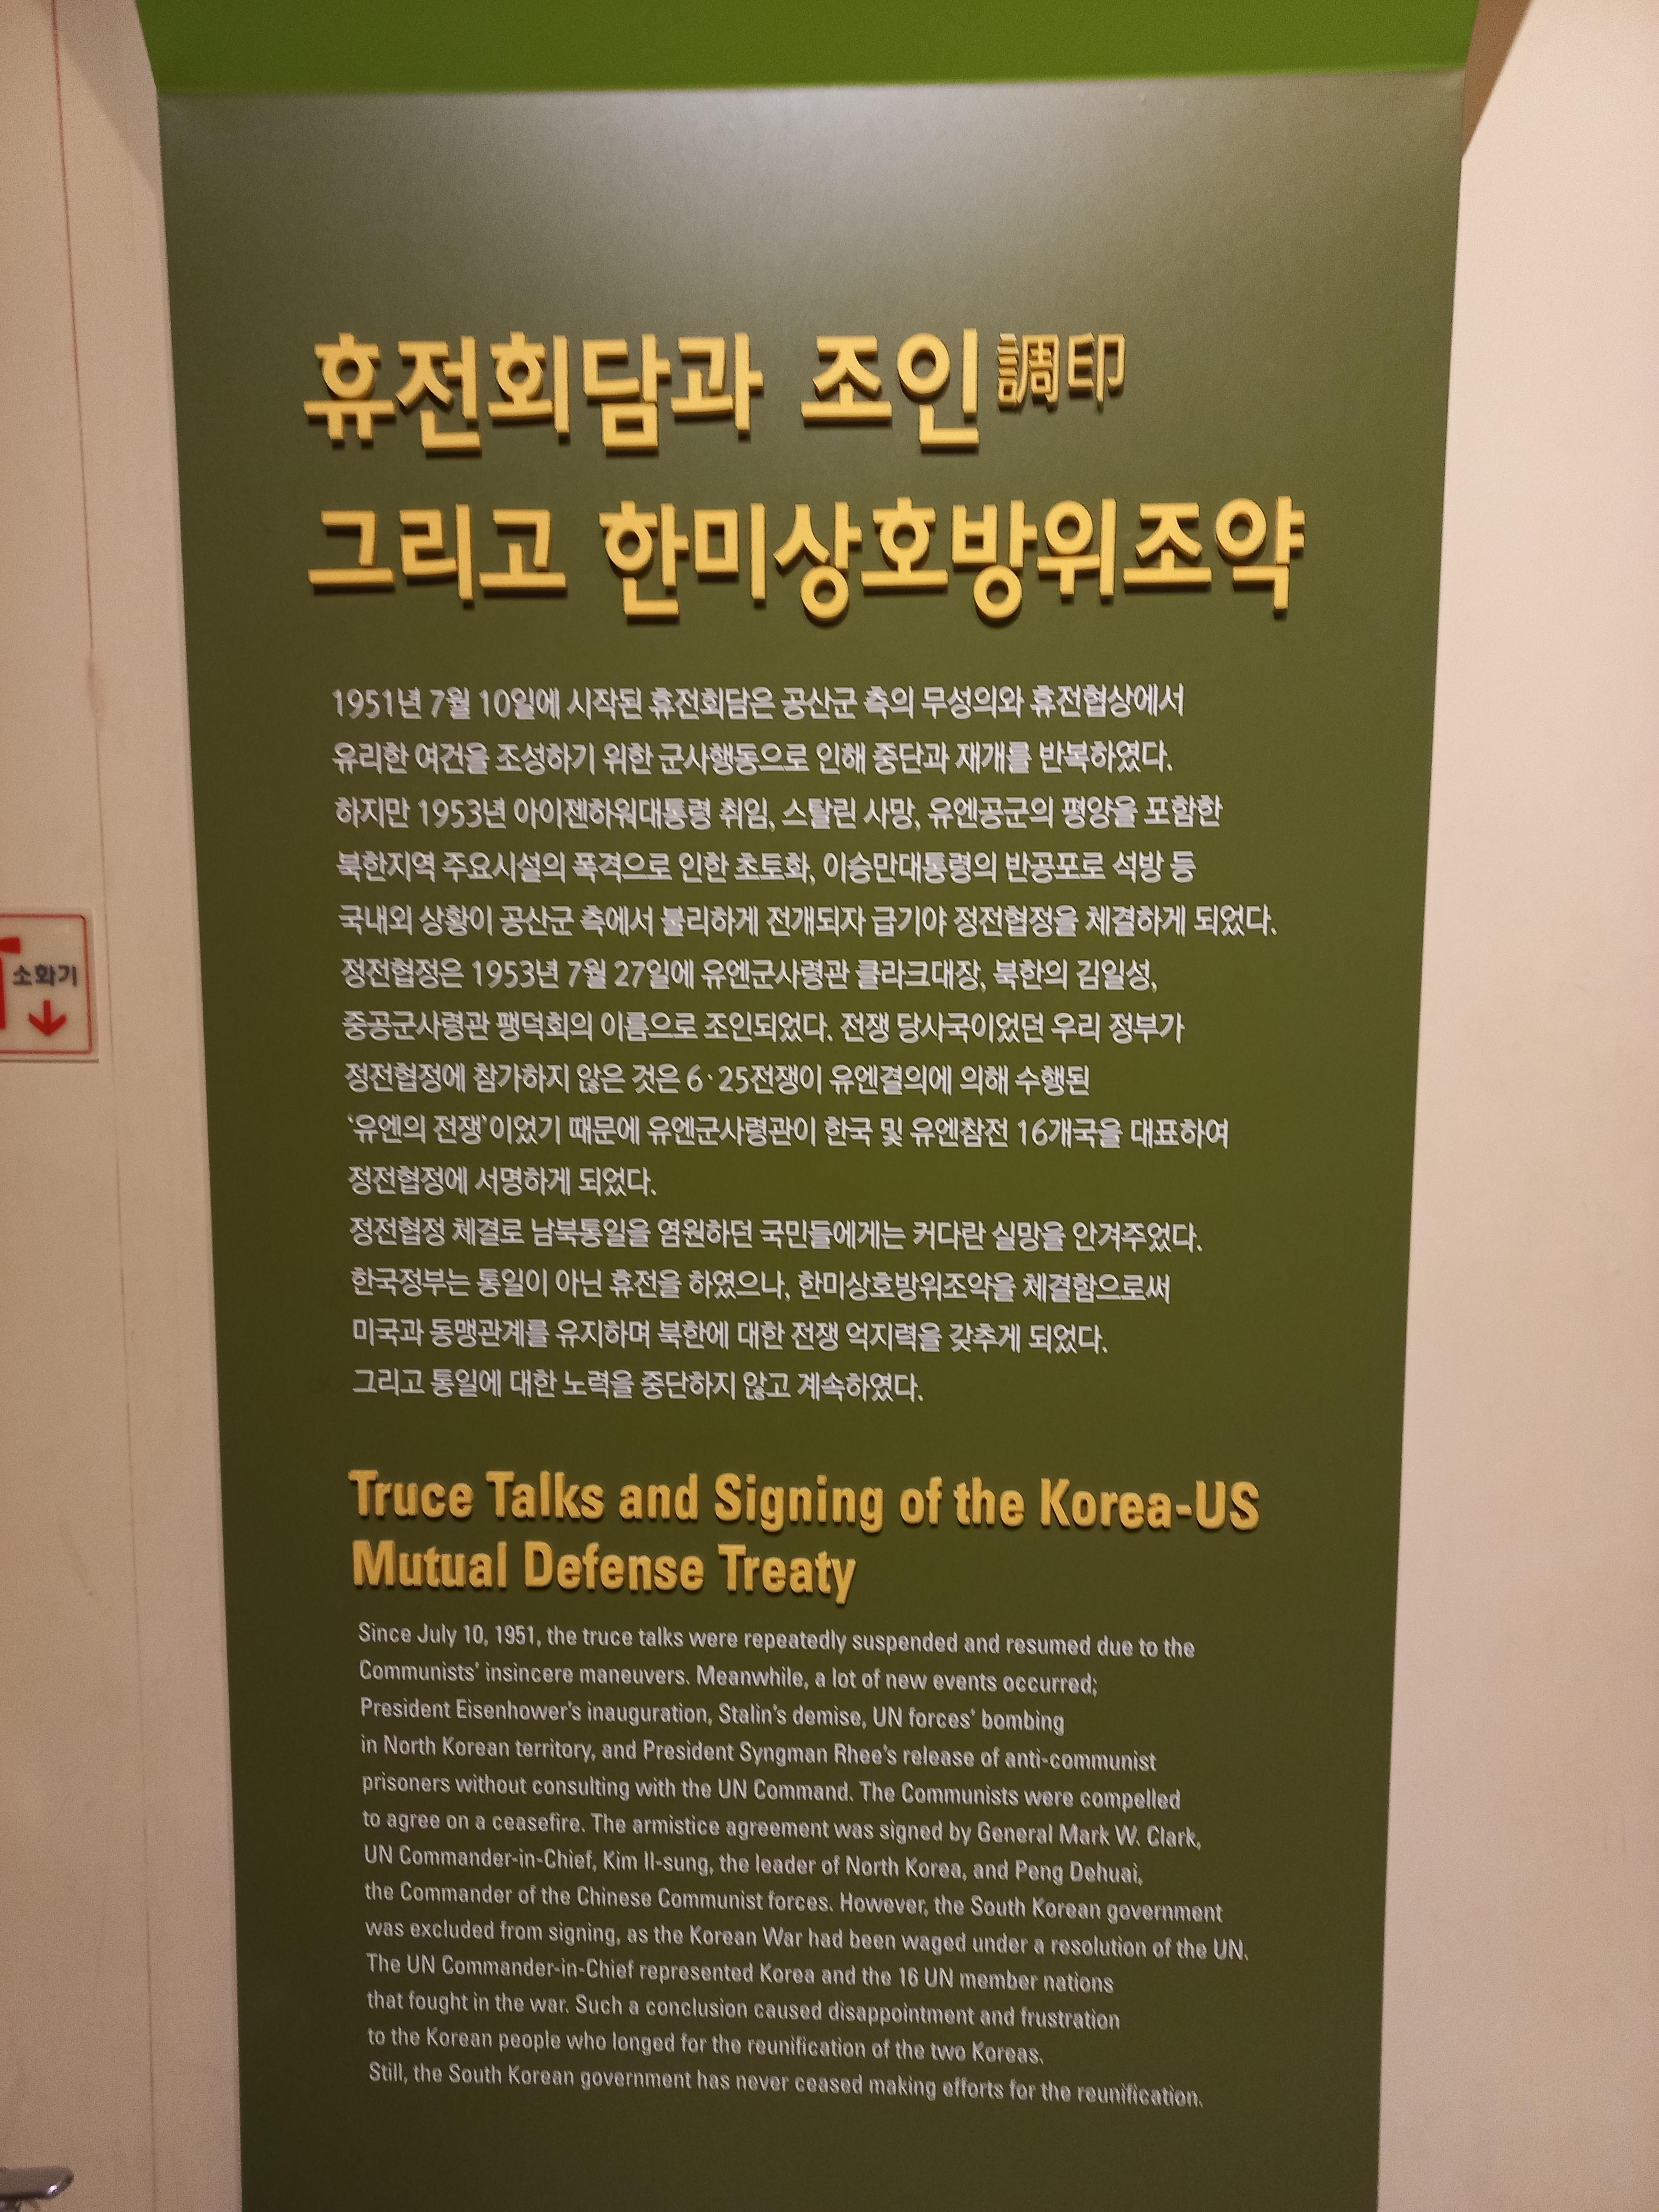 휴전회담과 조인調印
그리고 한미상호방위조약
1951년 7월 10일에 시작된 휴전회담은 공산군 측의 무성의와 휴전협상에서
유리한 여건을 조성하기 위한 군사행동으로 인해 중단과 재개를 반복하였다.
하지만 1953년 아이젠하워대통령 취임, 스탈린 사망, 유엔공군의 평양을 포함한
북한지역 주요시설의 폭격으로 인한 초토화, 이승만대통령의 반공포로 석방 등
국내외 상황이 공산군 측에서 불리하게 전개되자 급기야 정전협정을 체결하게 되었다.
정전협정은 1953년 7월 27일에 유엔군사령관 클라크대장, 북한의 김일성,
중공군사령관 팽덕회의 이름으로 조인되었다. 전쟁 당사국이었던 우리 정부가
정전협정에 참가하지 않은 것은 6·25전쟁이 유엔결의에 의해 수행된
‘유엔의 전쟁’이었기 때문에 유엔군사령관이 한국 및 유엔참전 16개국을 대표하여
정전협정에 서명하게 되었다.
정전협정 체결로 남북통일을 염원하던 국민들에게는 커다란 실망을 안겨주었다.
한국정부는 통일이 아닌 휴전을 하였으나, 한미상호방위조약을 체결함으로써
미국과 동맹관계를 유지하며 북한에 대한 전쟁 억지력을 갖추게 되었다.
그리고 통일에 대한 노력을 중단하지 않고 계속하였다.
소화기
Truce Talks and Signing of the Korea-US
Mutual Defense Treaty
Since July 10, 1951, the truce talks were repeatedly suspended and resumed due to the
Communists' insincere maneuvers. Meanwhile, a lot of new events occurred;
President Eisenhower's inauguration, Stalin's demise, UN forces' bombing
in North Korean territory, and President Syngman Rhee's release of anti-communist
prisoners without consulting with the UN Command. The Communists were compelled
to agree on a ceasefire. The armistice agreement was signed by General Mark W. Clark,
UN Commander-in-Chief, Kim Il-sung, the leader of North Korea, and Peng Dehuai,
the Commander of the Chinese Communist forces. However, the South Korean government
was excluded from signing, as the Korean War had been waged under a resolution of the UN.
The UN Commander-in-Chief represented Korea and the 16 UN member nations
that fought in the war. Such a conclusion caused disappointment and frustration
to the Korean people who longed for the reunification of the two Koreas.
Still, the South Korean government has never ceased making efforts for the reunification.